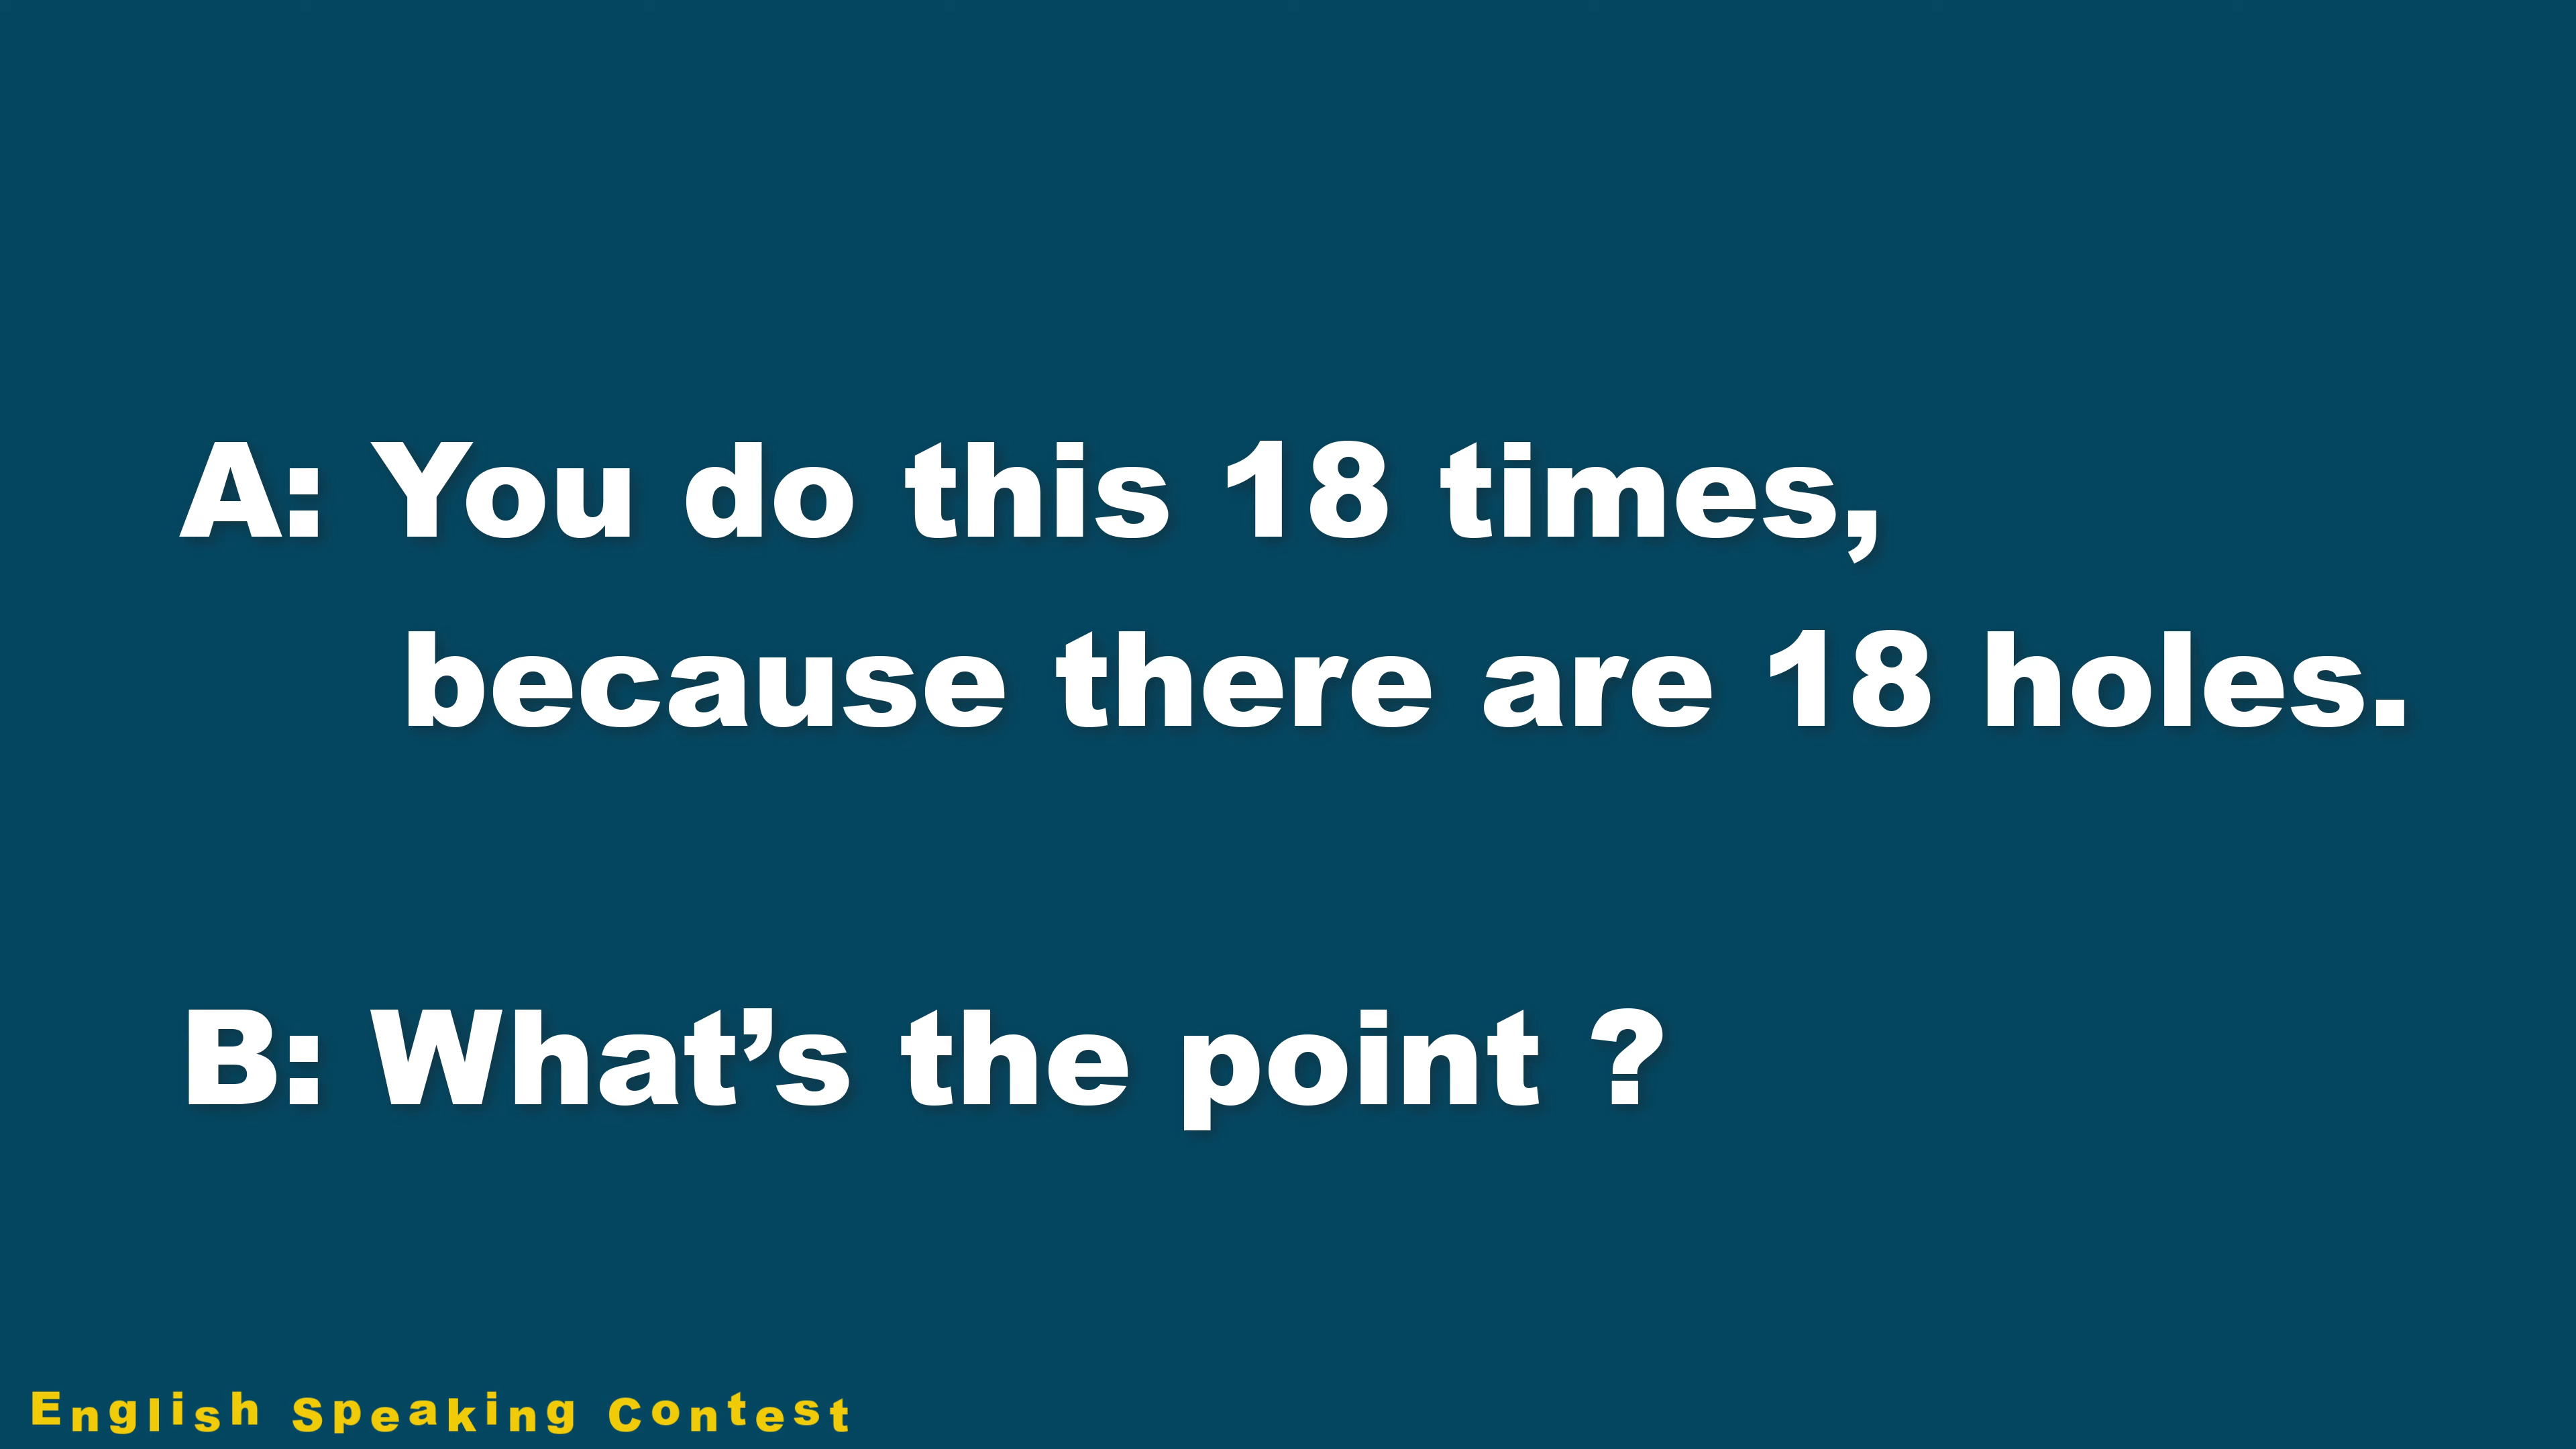 A: You do this 18 times,
because there are 18 holes.
B: What’s the point ?
English Speaking Contest